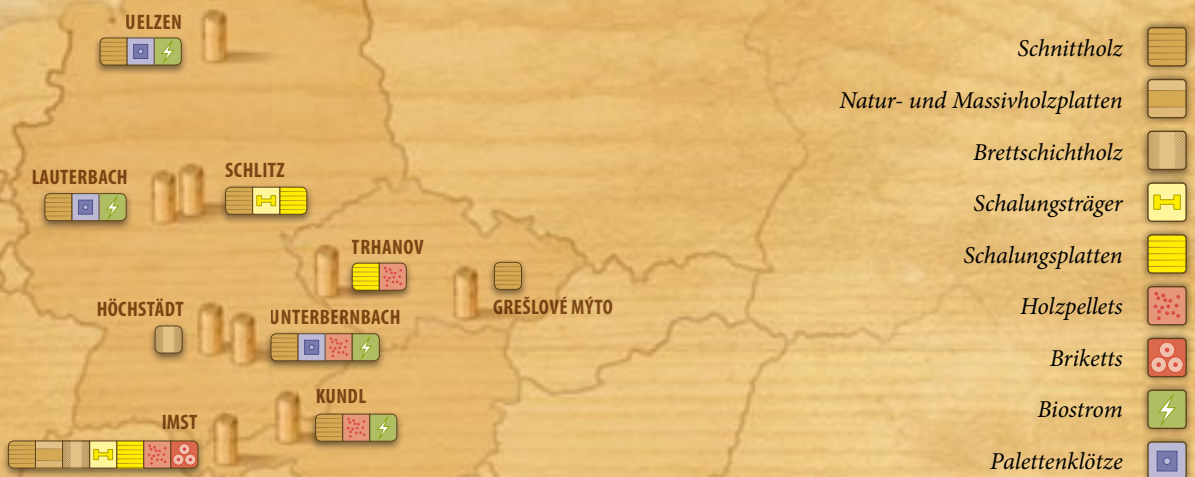 UELZEN
LAUTERBACH
SCHLITZ
TRHANOV
GREŠLOVÉ MÝTO
HÖCHSTÄDT
UNTERBERNBACH
KUNDL
IMST
Schnittholz
Natur- und Massivholzplatten
Brettschichtholz
Schalungsträger
Schalungsplatten
Holzpellets
Briketts
Biostrom
Palettenklötze